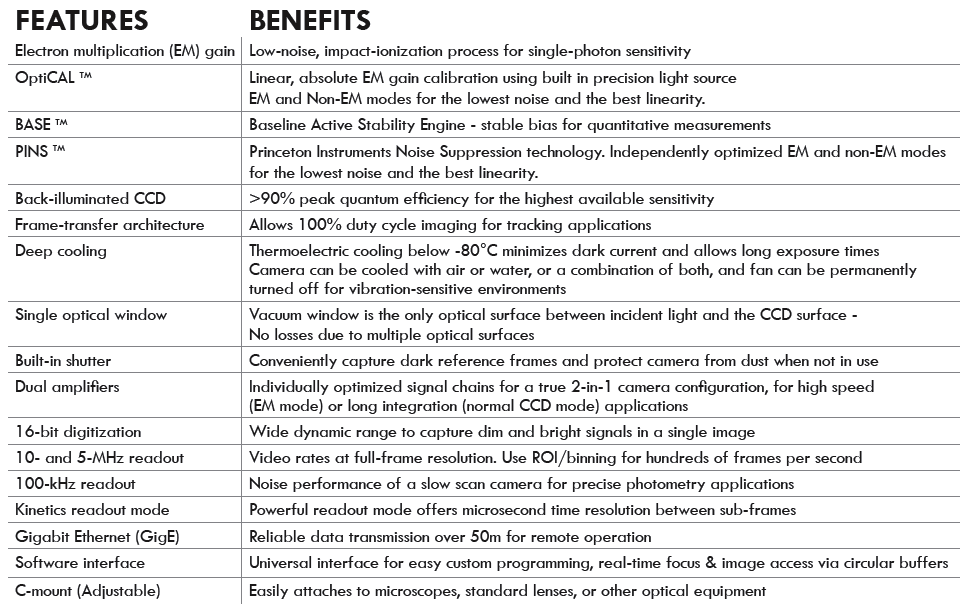 FEATURES BENEFITS
Electron multiplication (EM) gain Low-noise, impact-ionization process for single-photon sensitivity
OptiCAL ™ Linear, absolute EM gain calibration using built in precision light source
EM and Non-EM modes for the lowest noise and the best linearity.
BASE ™ Baseline Active Stability Engine - stable bias for quantitative measurements
PINS ™ Princeton Instruments Noise Suppression technology. Independently optimized EM and non-EM modes
for the lowest noise and the best linearity.
Back-illuminated CCD >90% peak quantum efficiency for the highest available sensitivity
Frame-transfer architecture Allows 100% duty cycle imaging for tracking applications
Deep cooling Thermoelectric cooling below -80°C minimizes dark current and allows long exposure times
Camera can be cooled with air or water, or a combination of both, and fan can be permanently
turned off for vibration-sensitive environments
Single optical window Vacuum window is the only optical surface between incident light and the CCD surface -
No losses due to multiple optical surfaces
Built-in shutter Conveniently capture dark reference frames and protect camera from dust when not in use
Dual amplifiers Individually optimized signal chains for a true 2-in-1 camera configuration, for high speed
(EM mode) or long integration (normal CCD mode) applications
16-bit digitization Wide dynamic range to capture dim and bright signals in a single image
10- and 5-MHz readout Video rates at full-frame resolution. Use ROI/binning for hundreds of frames per second
100-kHz readout Noise performance of a slow scan camera for precise photometry applications
Kinetics readout mode Powerful readout mode offers microsecond time resolution between sub-frames
Gigabit Ethernet (GigE) Reliable data transmission over 50m for remote operation
Software interface Universal interface for easy custom programming, real-time focus & image access via circular buffers
C-mount (Adjustable) Easily attaches to microscopes, standard lenses, or other optical equipment